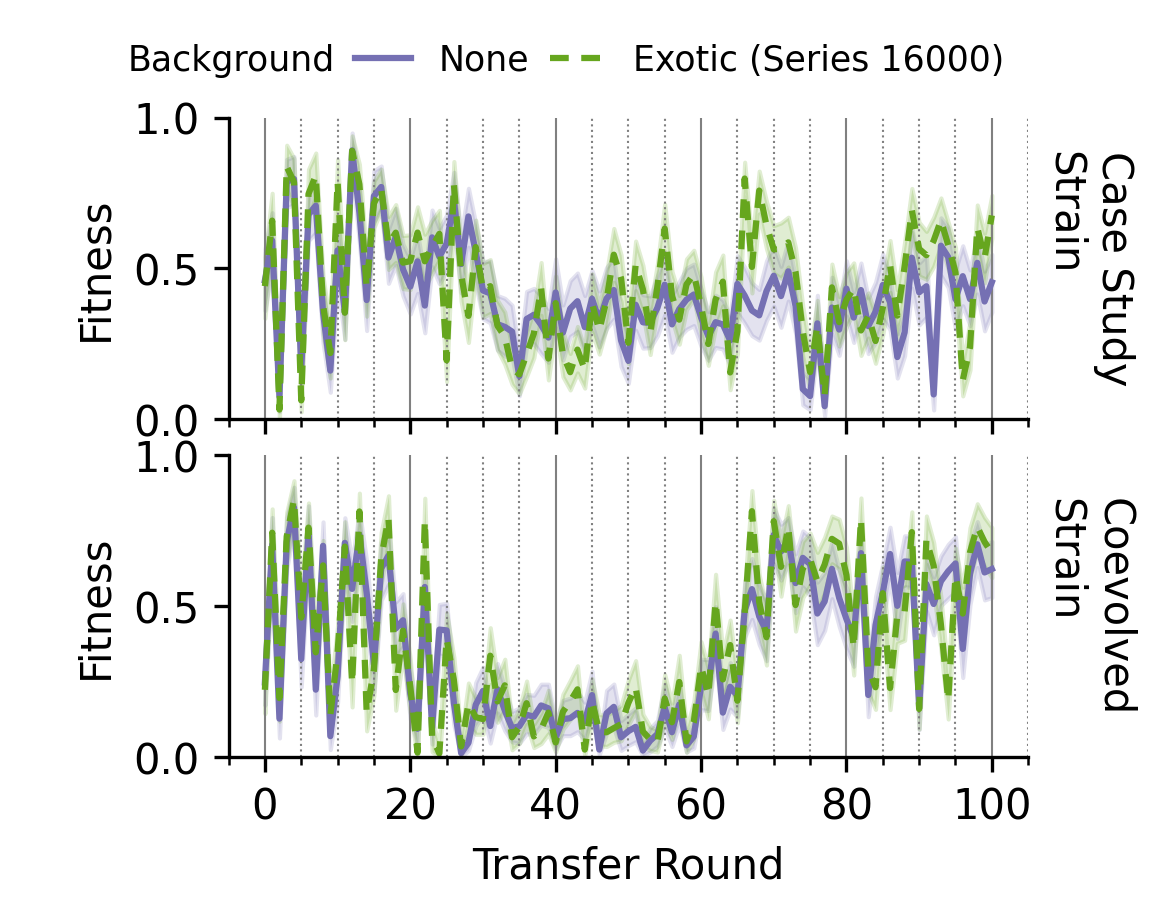 Background None Exotic (Series 16000)
1.0
0.5
0.0
Fitness
Case Study
Strain
1.0
0.5
0.0
Fitness
Coevolved
Strain
0 20 40 60 80 100
Transfer Round